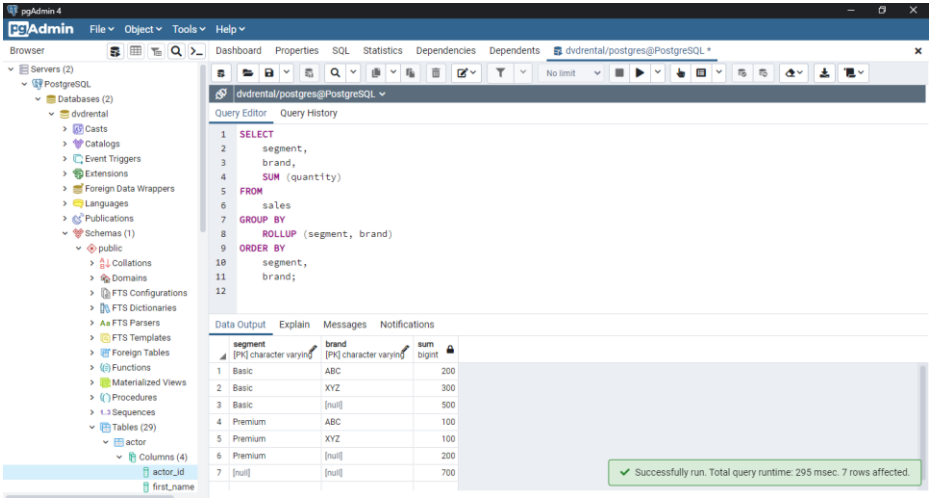 pgAdmin 4
pgAdmin File Object Tools Help
Browser Dashboard Properties SQL Statistics Dependencies Dependents dvdrental/postgres@PostgreSQL *
Servers (2)
PostgreSQL
Databases (2)
dvdrental
Casts
Catalogs
Event Triggers
Extensions
Foreign Data Wrappers
Languages
Publications
Schemas (1)
public
Collations
Domains
FTS Configurations
FTS Dictionaries
FTS Parsers
FTS Templates
Foreign Tables
Functions
Materialized Views
Procedures
1..3 Sequences
Tables (29)
actor
Columns (4)
actor_id
first_name
No limit
dvdrental/postgres@PostgreSQL
Query Editor Query History
1 SELECT
2 segment,
3 brand,
4 SUM (quantity)
5 FROM
6 sales
7 GROUP BY
8 ROLLUP (segment, brand)
9 ORDER BY
10 segment,
11 brand;
12
Data Output Explain Messages Notifications
segment brand sum
[PK] character varying [PK] character varying bigint
1 Basic ABC 200
2 Basic XYZ 300
3 Basic [null] 500
4 Premium ABC 100
5 Premium XYZ 100
6 Premium [null] 200
7 [null] [null] 700
Successfully run. Total query runtime: 295 msec. 7 rows affected.